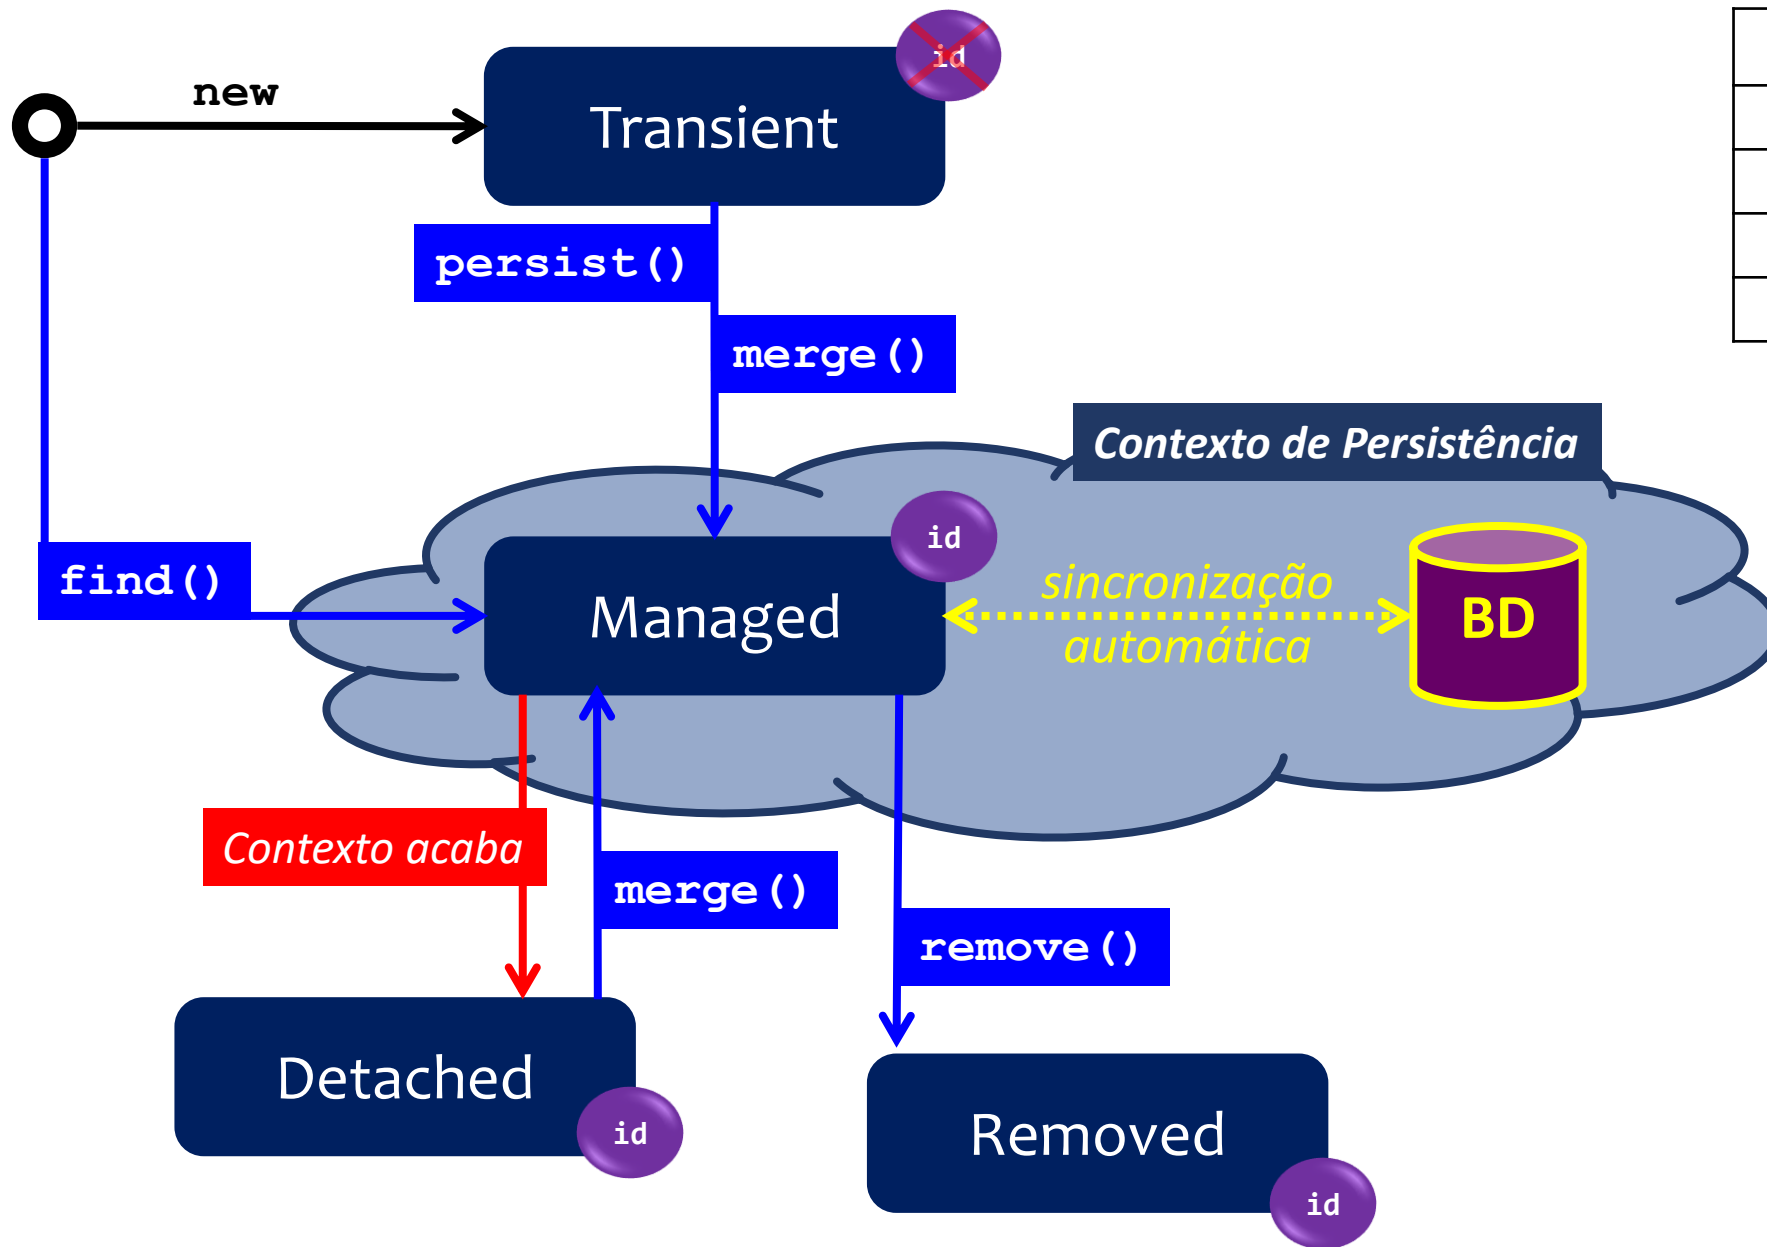 id
new
Transient
persist()
merge()
Contexto de Persistência
id
find()
Managed
sincronização
automática
BD
Contexto acaba
merge()
remove()
Detached
id
Removed
id